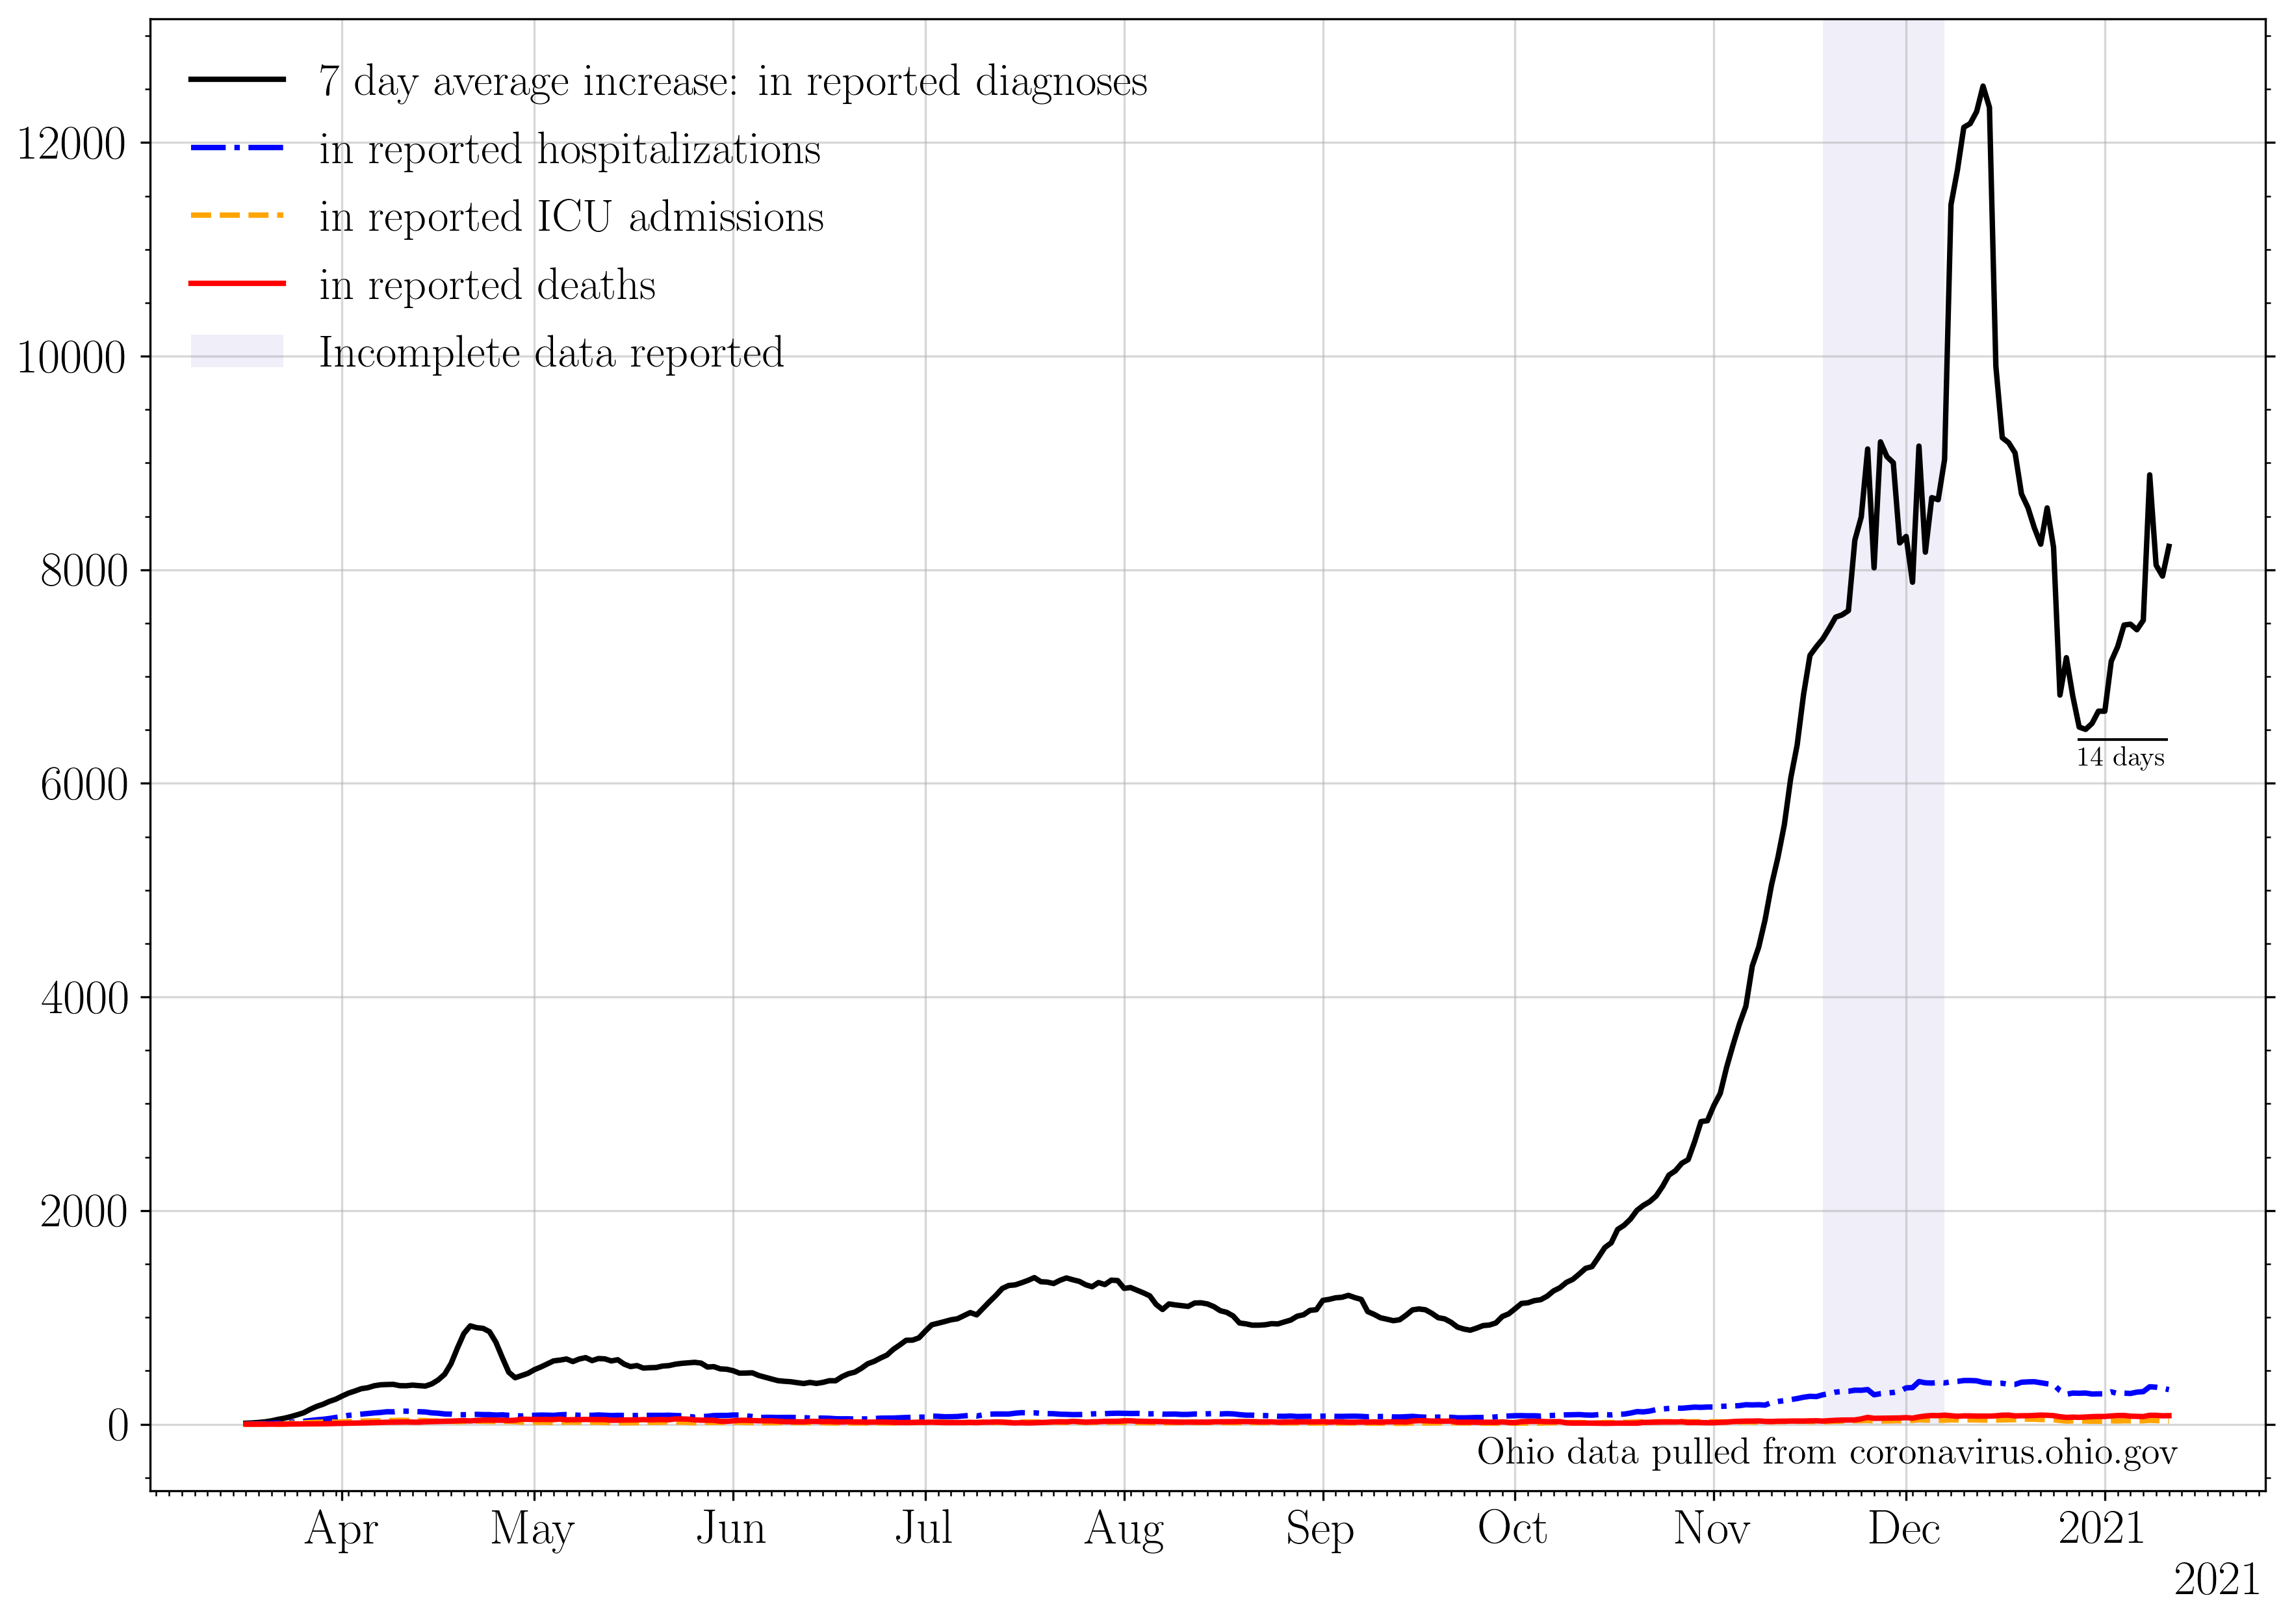 7 day average increase: in reported diagnoses
in reported hospitalizations
in reported ICU admissions
in reported deaths
Incomplete data reported
12000
10000
8000
6000
4000
2000
0
14 days
Ohio data pulled from coronavirus.ohio.gov
Apr May Jun Jul Aug Sep Oct Nov Dec 2021
2021